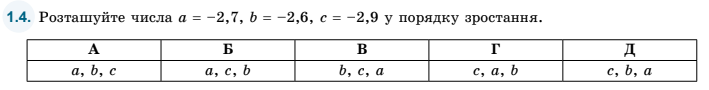 1.4. Розташуйте числа a = −2,7, b = −2,6, c = −2,9 у порядку зростання.
А Б В Г Д
a, b, c a, c, b b, c, a c, a, b c, b, a